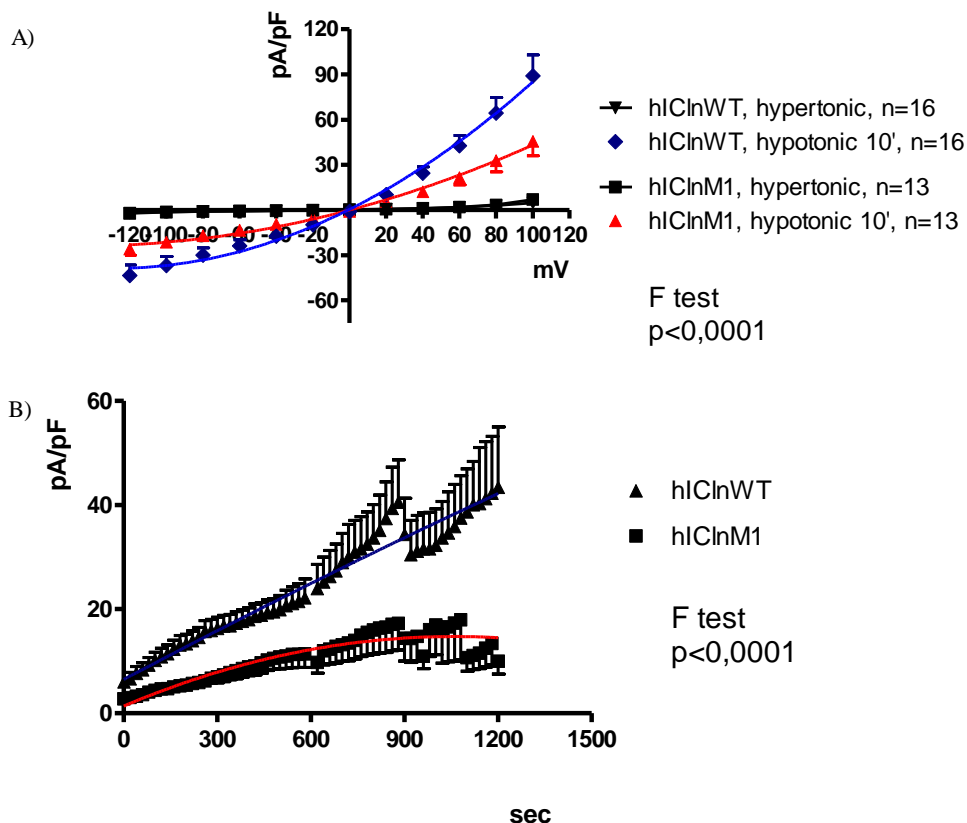 A)
pA/pF
120
90
60
30
-120 -100 -80 -60 -40 -20 20 40 60 80 100 120
mV
-30
-60
hIClnWT, hypertonic, n=16
hIClnWT, hypotonic 10', n=16
hIClnM1, hypertonic, n=13
hIClnM1, hypotonic 10', n=13
F test
p<0,0001
B)
pA/pF
60
40
20
0
0 300 600 900 1200 1500
sec
hIClnWT
hIClnM1
F test
p<0,0001